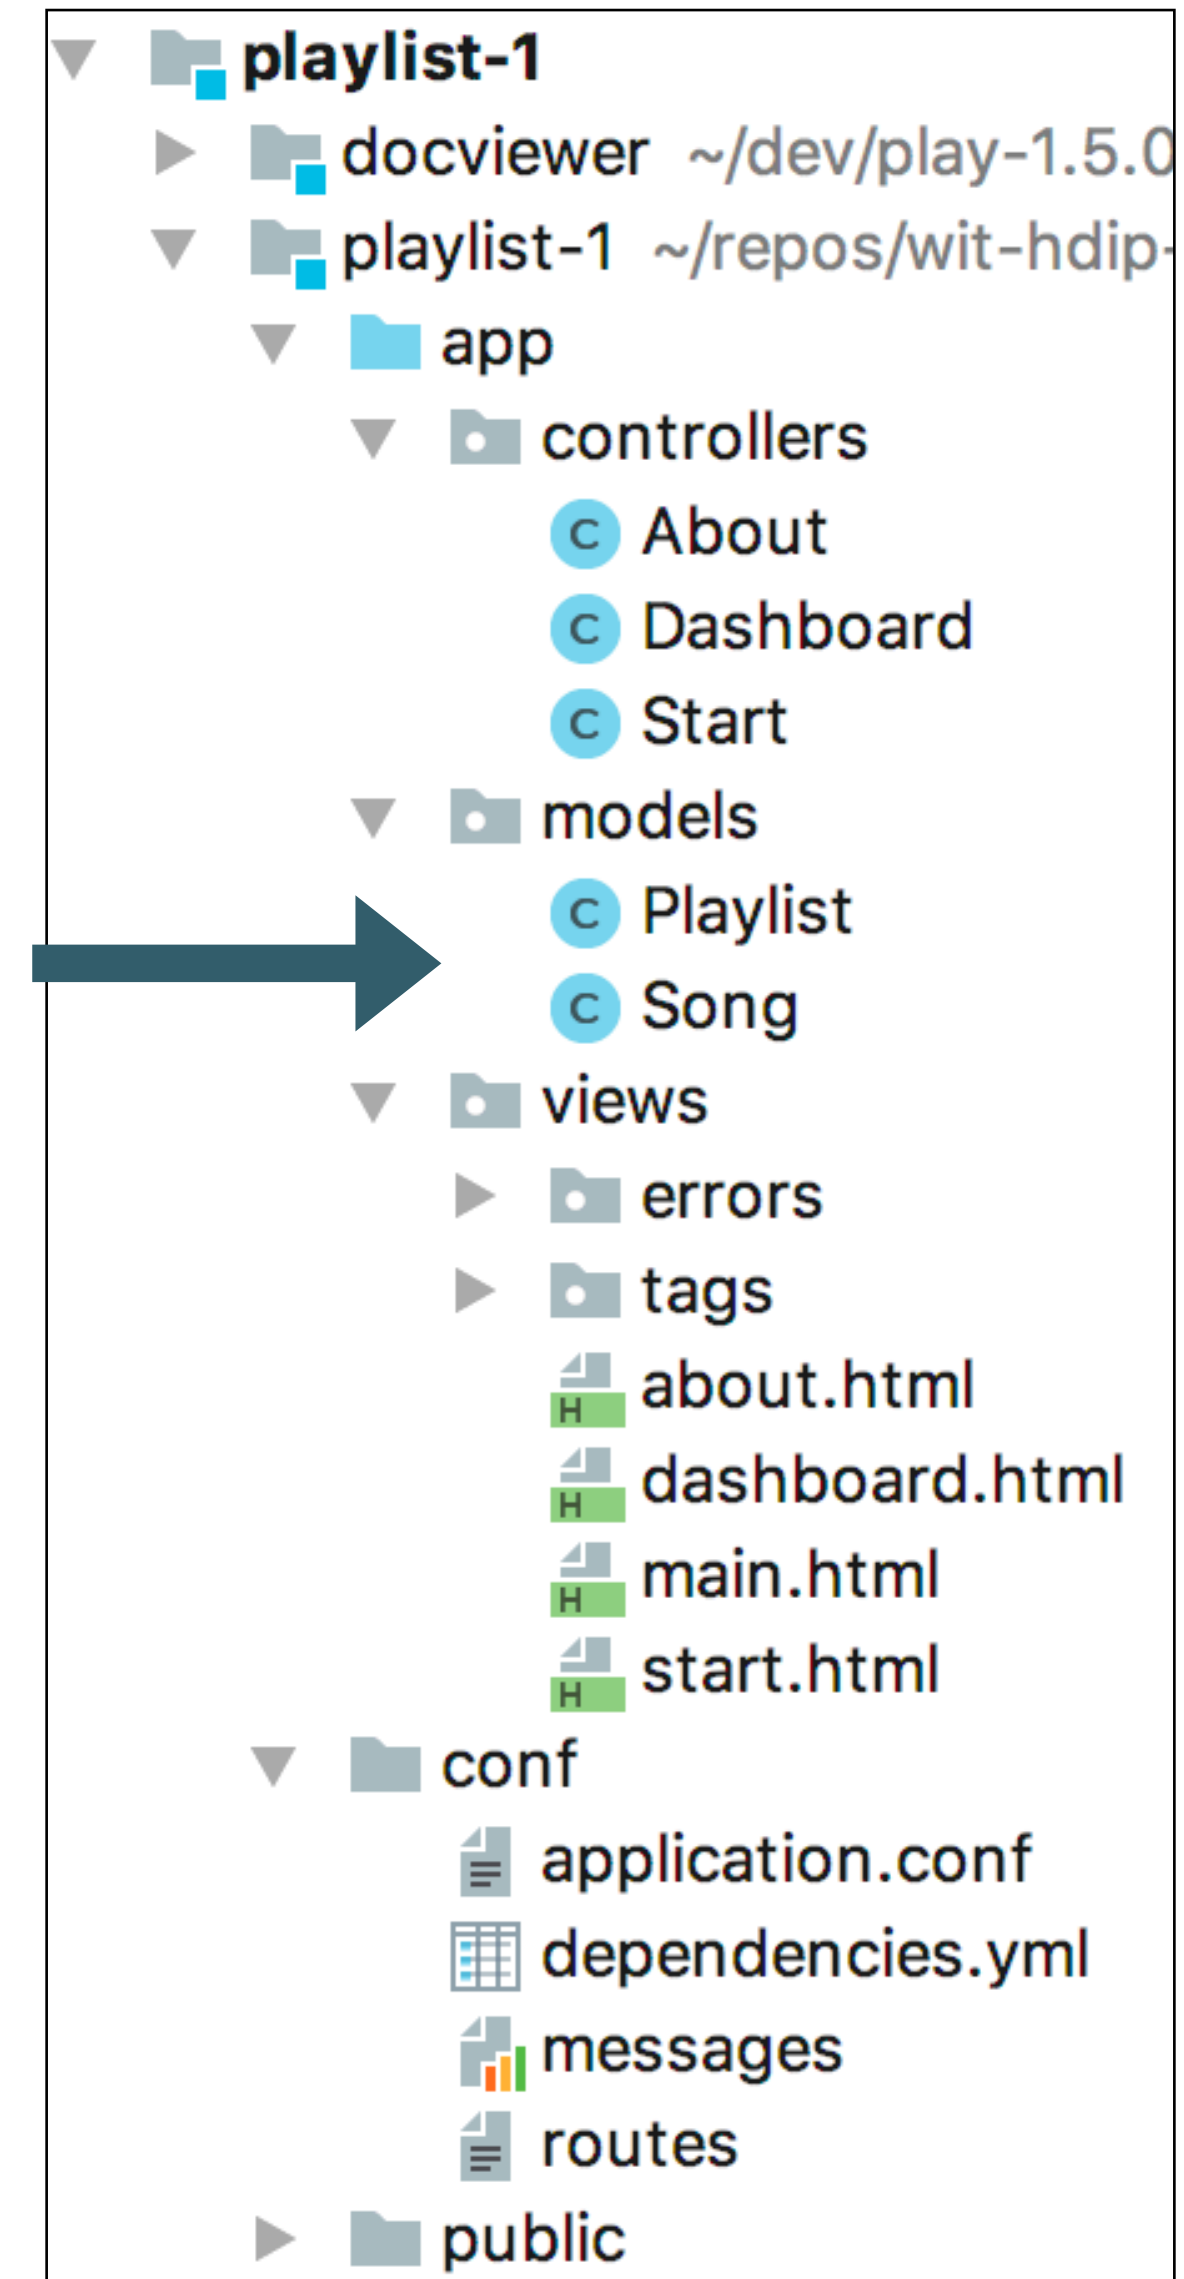 playlist-1
docviewer ~/dev/play-1.5.0
playlist-1 ~/repos/wit-hdip-
app
controllers
C About
C Dashboard
C Start
models
C Playlist
C Song
views
errors
tags
H about.html
H dashboard.html
H main.html
H start.html
conf
application.conf
dependencies.yml
messages
routes
public